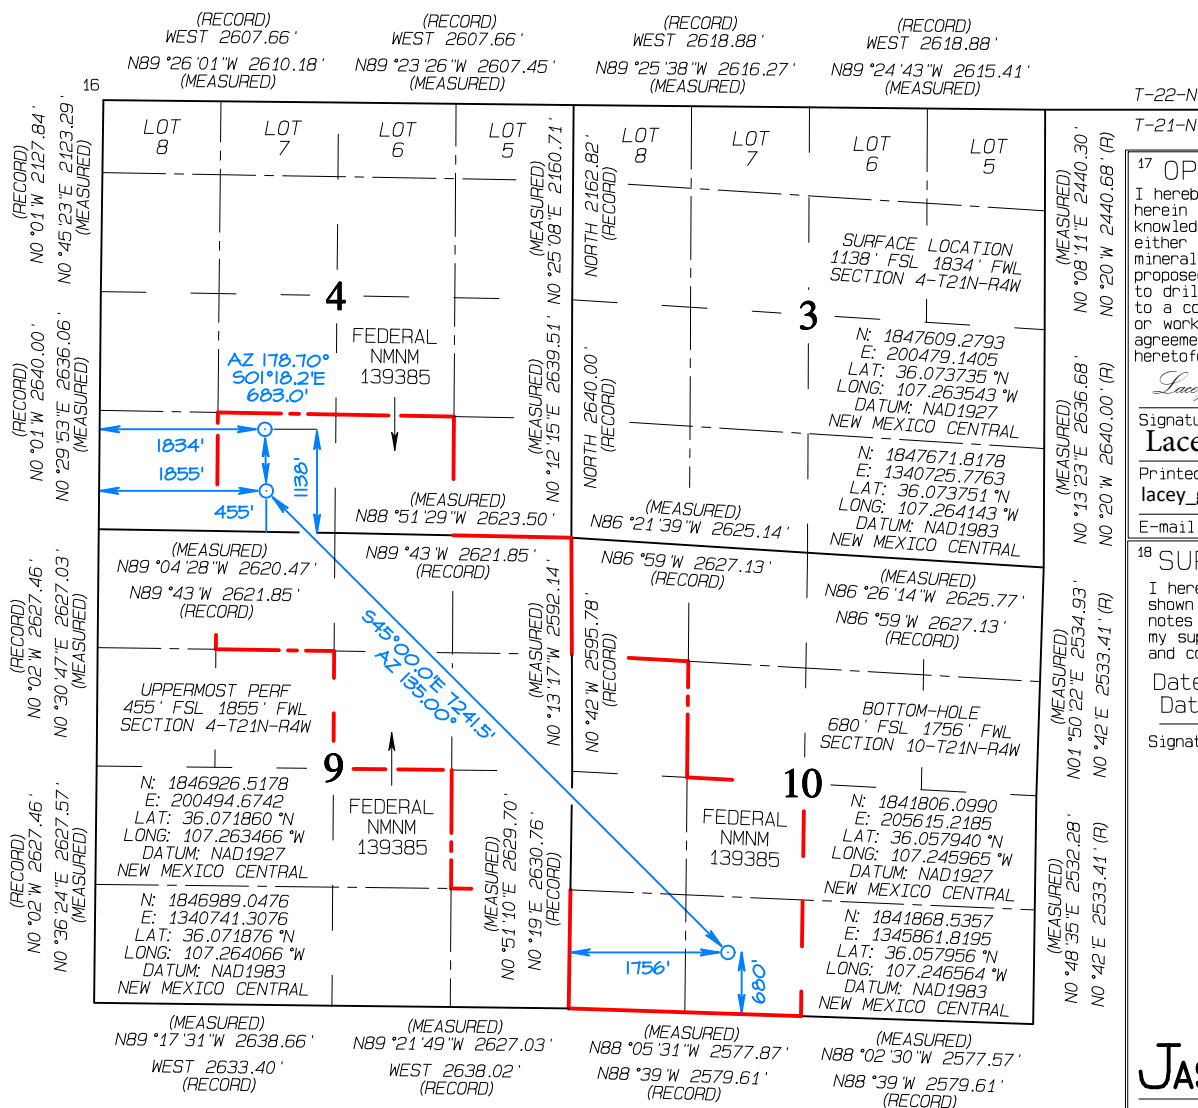 (RECORD)
WEST 2607.66'
N89°26'01"W 2610.18'
(MEASURED)
(RECORD)
WEST 2607.66'
N89°23'26"W 2607.45'
(MEASURED)
(RECORD)
WEST 2618.88'
N89°25'38"W 2616.27'
(MEASURED)
(RECORD)
WEST 2618.88'
N89°24'43"W 2615.41'
(MEASURED)
T-22-N
T-21-N
16
LOT
8
LOT
7
LOT
6
LOT
5
LOT
8
LOT
7
LOT
6
LOT
5
(RECORD)
N0°01'W 2127.84'
N0°45'23"E 2123.29'
(MEASURED)
(MEASURED)
N0°25'08"E 2160.71'
NORTH 2162.82'
(RECORD)
(MEASURED)
N0°08'11"E 2440.30'
N0°20'W 2440.68'(R)
4
3
SURFACE LOCATION
1138' FSL 1834' FWL
SECTION 4-T21N-R4W
N: 1847609.2793
E: 200479.1405
LAT: 36.073735°N
LONG: 107.263543°W
DATUM: NAD1927
NEW MEXICO CENTRAL
N: 1847671.8178
E: 1340725.7763
LAT: 36.073751°N
LONG: 107.264143°W
DATUM: NAD1983
NEW MEXICO CENTRAL
FEDERAL
NMNM
139385
AZ 178.70°
S01°18.2'E
683.0'
1834'
1855'
1138'
455'
(RECORD)
N0°01'W 2640.00'
N0°29'53"E 2636.06'
(MEASURED)
(MEASURED)
N0°12'15"E 2639.51'
NORTH 2640.00'
(RECORD)
(MEASURED)
N0°13'23"E 2636.68'
N0°20'W 2640.00'(R)
(MEASURED)
N88°51'29"W 2623.50'
(MEASURED)
N86°21'39"W 2625.14'
(MEASURED)
N89°04'28"W 2620.47'
N89°43'W 2621.85'
(RECORD)
N89°43'W 2621.85'
(RECORD)
N86°59'W 2627.13'
(RECORD)
(MEASURED)
N86°26'14"W 2625.77'
N86°59'W 2627.13'
(RECORD)
(RECORD)
N0°02'W 2627.46'
N0°30'47"E 2627.03'
(MEASURED)
(MEASURED)
N0°13'17"W 2592.14'
N0°42'W 2595.78'
(RECORD)
(MEASURED)
N01°50'22"E 2534.93'
N0°42'E 2533.41'(R)
S45°00.0'E 7241.5'
AZ 135.00°
UPPERMOST PERF
455' FSL 1855' FWL
SECTION 4-T21N-R4W
BOTTOM-HOLE
680' FSL 1756' FWL
SECTION 10-T21N-R4W
9
10
N: 1846926.5178
E: 200494.6742
LAT: 36.071860°N
LONG: 107.263466°W
DATUM: NAD1927
NEW MEXICO CENTRAL
N: 1846989.0476
E: 1340741.3076
LAT: 36.071876°N
LONG: 107.264066°W
DATUM: NAD1983
NEW MEXICO CENTRAL
FEDERAL
NMNM
139385
FEDERAL
NMNM
139385
N: 1841806.0990
E: 205615.2185
LAT: 36.057940°N
LONG: 107.245965°W
DATUM: NAD1927
NEW MEXICO CENTRAL
N: 1841868.5357
E: 1345861.8195
LAT: 36.057956°N
LONG: 107.246564°W
DATUM: NAD1983
NEW MEXICO CENTRAL
(RECORD)
N0°02'W 2627.46'
N0°36'24"E 2627.57'
(MEASURED)
(MEASURED)
N0°51'10"E 2629.70'
N0°19'E 2630.76'
(RECORD)
(MEASURED)
N0°48'35"E 2532.28'
N0°42'E 2533.41'(R)
1756'
680'
(MEASURED)
N89°17'31"W 2638.66'
WEST 2633.40'
(RECORD)
(MEASURED)
N89°21'49"W 2627.03'
WEST 2638.02'
(RECORD)
(MEASURED)
N88°05'31"W 2577.87'
N88°39'W 2579.61'
(RECORD)
(MEASURED)
N88°02'30"W 2577.57'
N88°39'W 2579.61'
(RECORD)
17 OP
I hereb
herein
knowled
either
mineral
propose
to dril
to a co
or work
agreeme
heretof
Lace
Signatu
Lace
Printed
lacey_
E-mail
18 SUR
I here
shown
notes
my sup
and co
Date
Dat
Signat
JAS